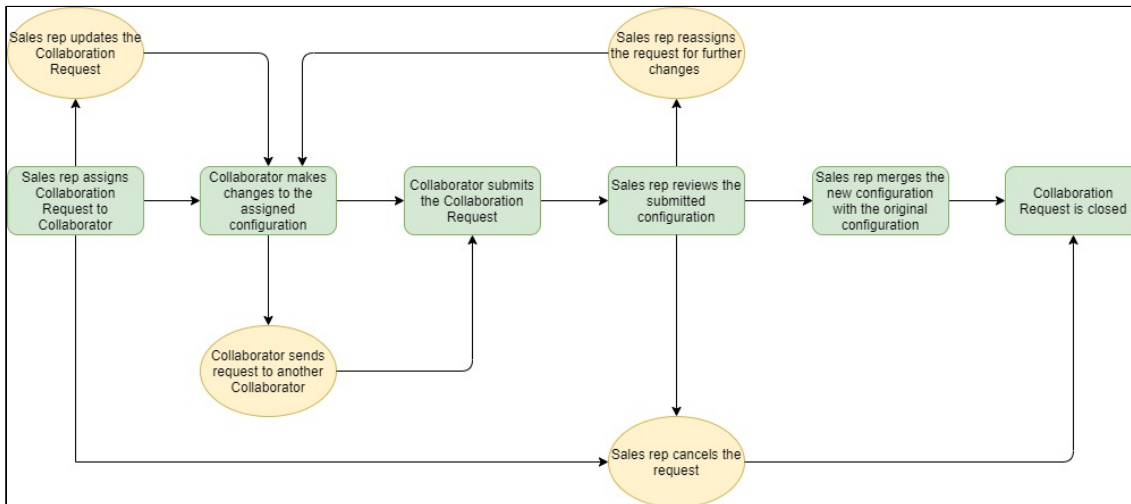 Sales rep updates the
Collaboration
Request
Sales rep reassigns
the request for further
changes
Sales rep assigns
Collaboration
Request to
Collaborator
Collaborator makes
changes to the
assigned
configuration
Collaborator submits
the Collaboration
Request
Sales rep reviews the
submitted
configuration
Sales rep merges the
new configuration
with the original
configuration
Collaboration
Request is closed
Collaborator sends
request to another
Collaborator
Sales rep cancels the
request